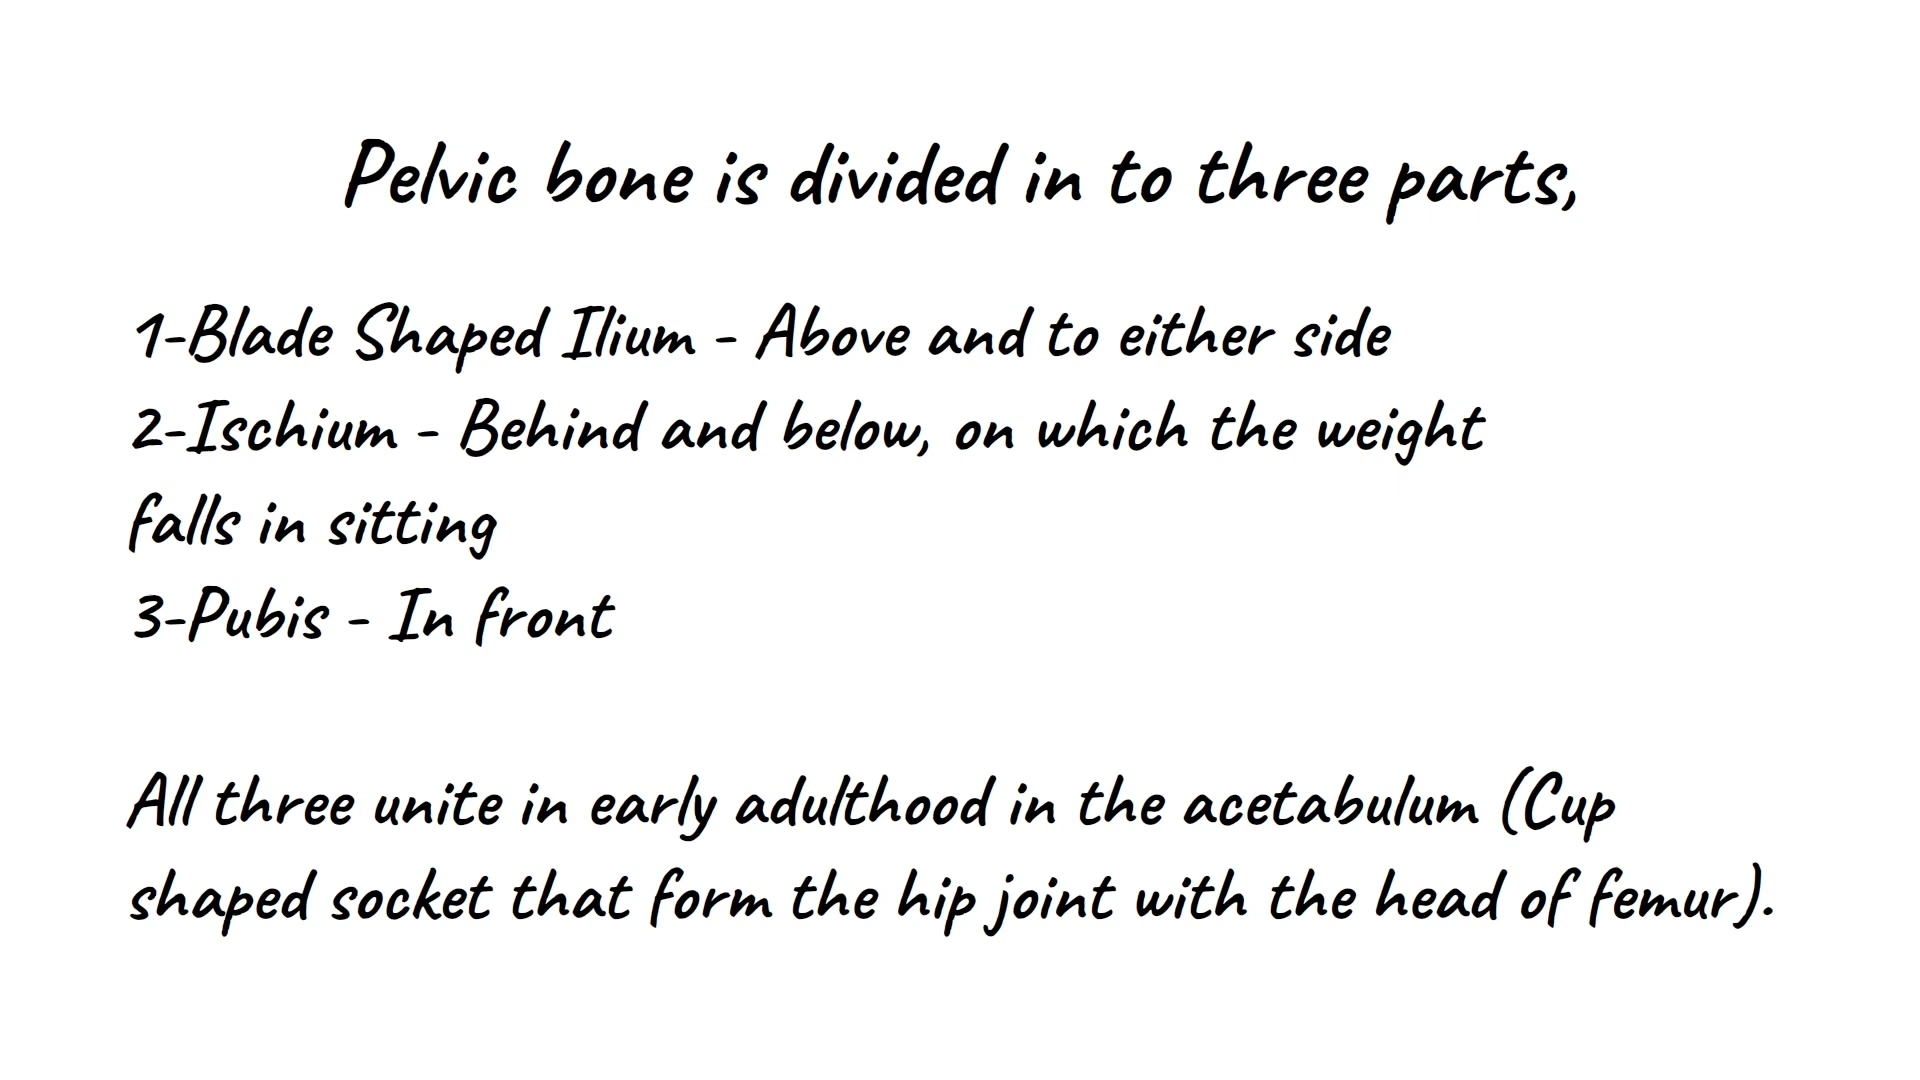 Pelvic bone is divided in to three parts,
1-Blade Shaped Ilium - Above and to either side
2-Ischium - Behind and below, on which the weight
falls in sitting
3-Pubis - In front
All three unite in early adulthood in the acetabulum (Cup
shaped socket that form the hip joint with the head of femur).